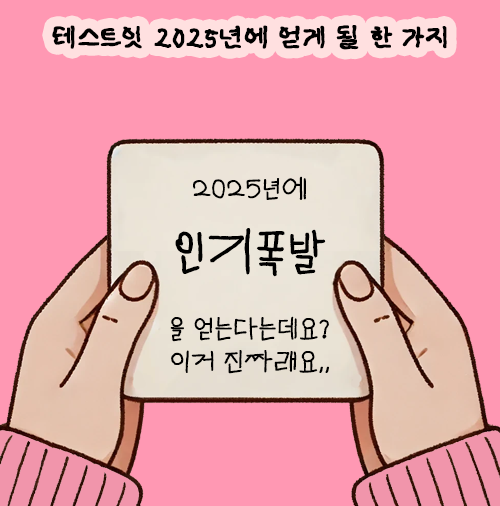 테스트잇 2025년에 얻게 될 한 가지
2025년에
인기폭발
을 얻는다는데요?
이거 진짜래요,,